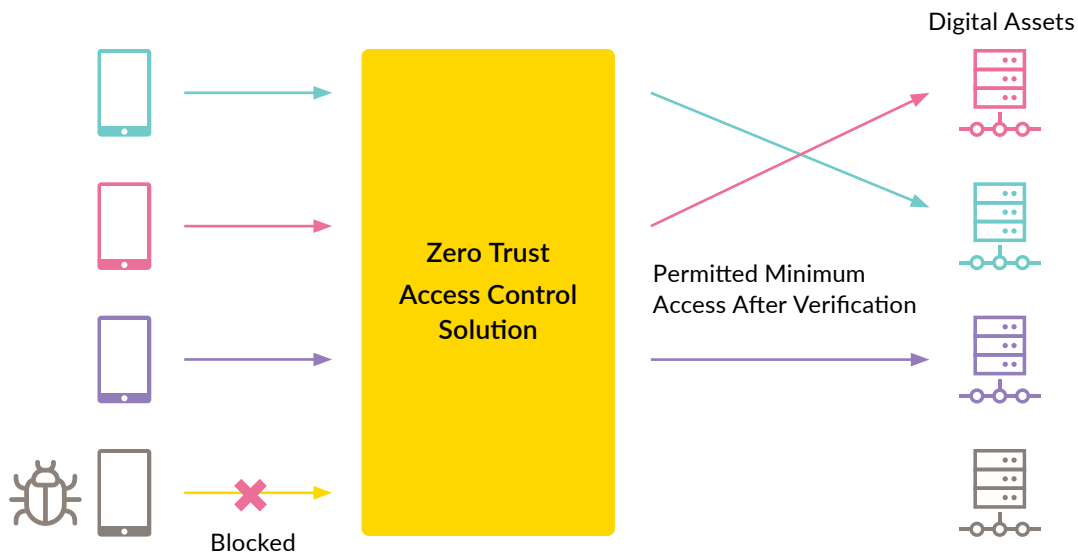 Digital Assets
Zero Trust
Access Control
Solution
Permitted Minimum
Access After Verification
Blocked